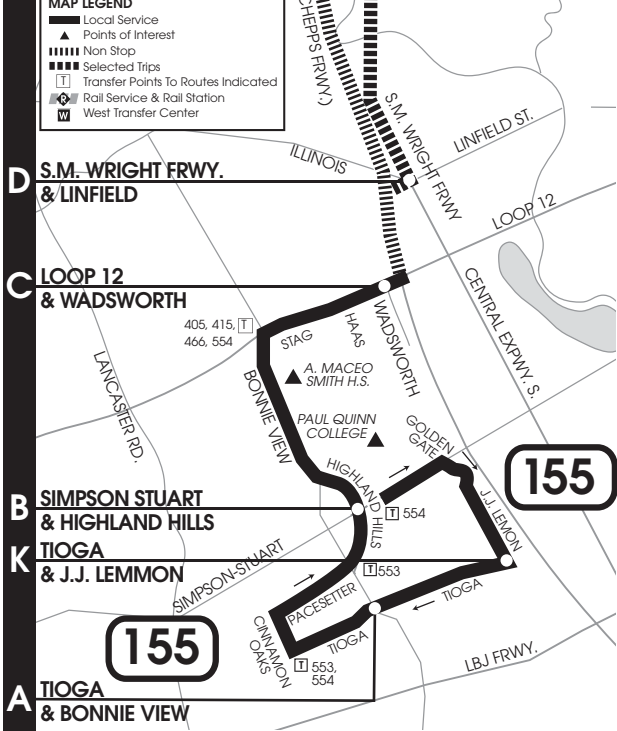 MAP LEGEND
Local Service
Points of Interest
Non Stop
Selected Trips
T Transfer Points To Routes Indicated
R Rail Service & Rail Station
W West Transfer Center
CHEPPS FRWY.)
S.M. WRIGHT FRWY
LINFIELD ST.
ILLINOIS
D S.M. WRIGHT FRWY.
& LINFIELD
LOOP 12
C LOOP 12
& WADSWORTH
CENTRAL EXPWY. S.
405, 415, T
466, 554
STAG
HAAS
WADSWORTH
LANCASTER RD.
BONNIE VIEW
A. MACEO
SMITH H.S.
PAUL QUINN
COLLEGE
GOLDEN
GATE
155
HIGHLAND HILLS
J.J. LEMON
B SIMPSON STUART
& HIGHLAND HILLS
T 554
K TIOGA
& J.J. LEMMON
SIMPSON-STUART
T 553
PACESETTER
TIOGA
CINNAMON
OAKS
TIOGA
155
LBJ FRWY.
T 553,
554
A TIOGA
& BONNIE VIEW